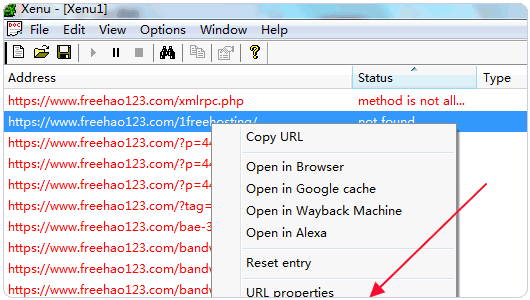 Xenu - [Xenu1]
File Edit View Options Window Help
Address Status Type
https://www.freehao123.com/xmlrpc.php method is not all...
https://www.freehao123.com/1freehosting/ not found
https://www.freehao123.com/?p=44
Copy URL
https://www.freehao123.com/?p=44
Open in Browser
https://www.freehao123.com/?p=44
Open in Google cache
https://www.freehao123.com/?tag=
Open in Wayback Machine
https://www.freehao123.com/bae-3
Open in Alexa
https://www.freehao123.com/bandw
Reset entry
https://www.freehao123.com/bandw
https://www.freehao123.com/bandw
URL properties